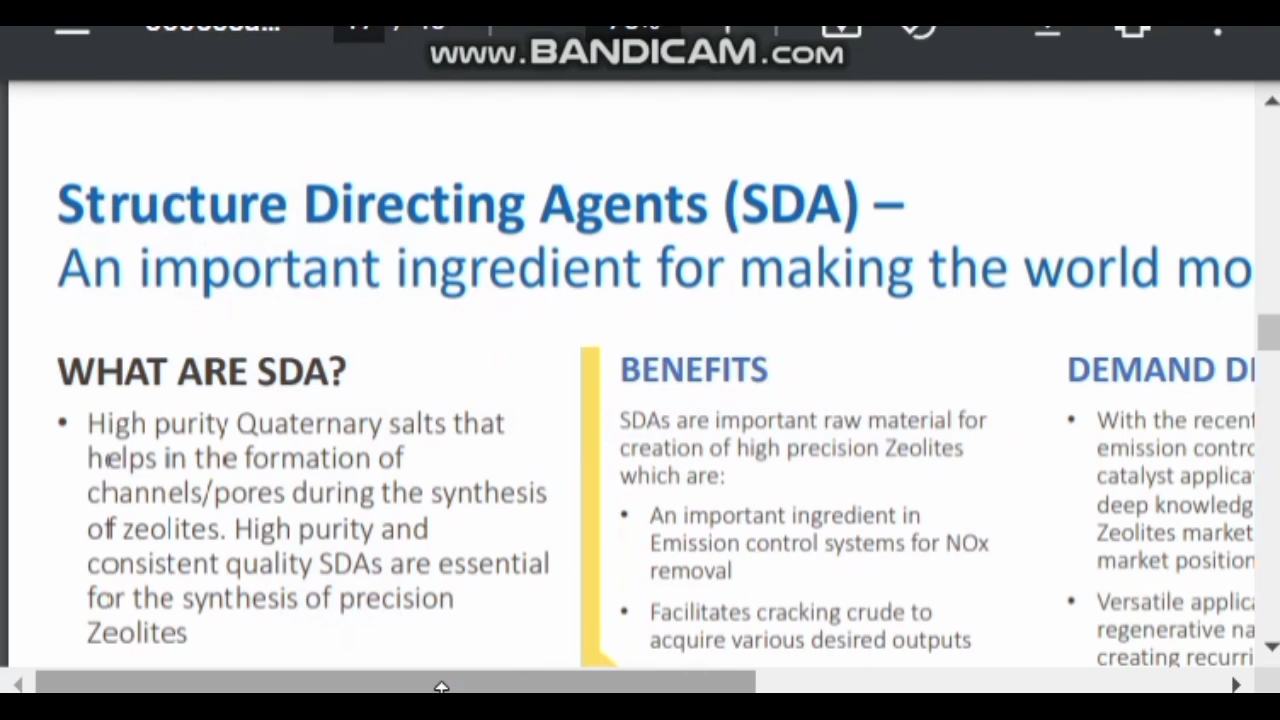 www.BANDICAM.com
Structure Directing Agents (SDA) –
An important ingredient for making the world mo
WHAT ARE SDA?
• High purity Quaternary salts that
helps in the formation of
channels/pores during the synthesis
of zeolites. High purity and
consistent quality SDAs are essential
for the synthesis of precision
Zeolites
BENEFITS
SDAs are important raw material for
creation of high precision Zeolites
which are:
• An important ingredient in
Emission control systems for NOx
removal
• Facilitates cracking crude to
acquire various desired outputs
DEMAND D
• With the recent
emission contr
catalyst applica
deep knowledg
Zeolites market
market position
• Versatile applic
regenerative na
creating recurri